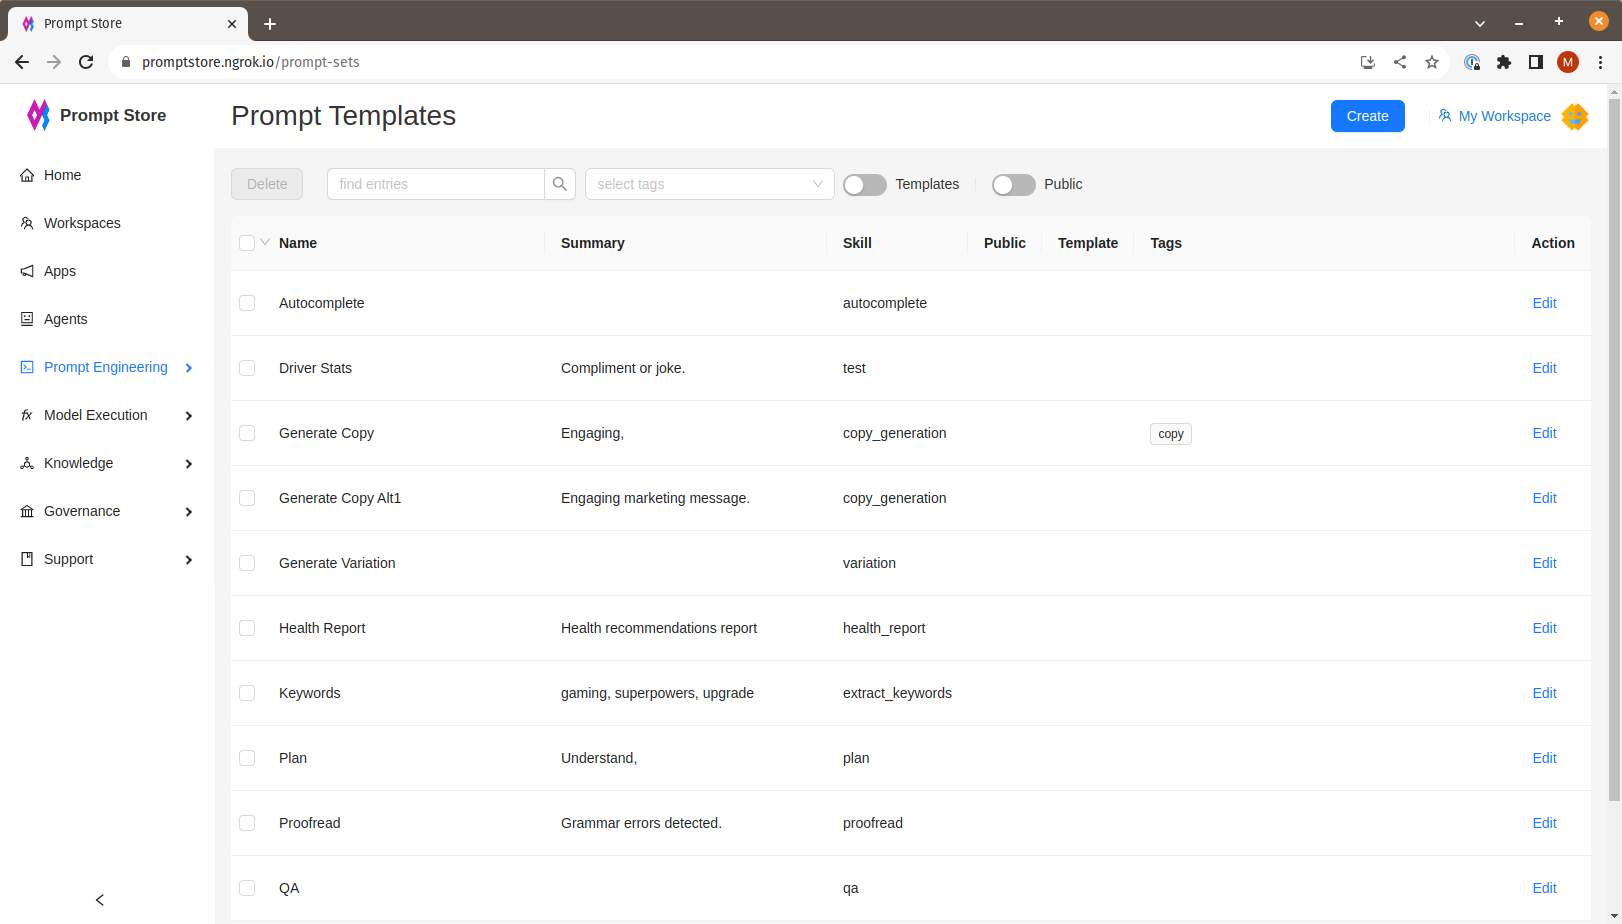 Prompt Store
promptstore.ngrok.io/prompt-sets
M
Prompt Store
Prompt Templates
Create
My Workspace
Home
Workspaces
Apps
Agents
Prompt Engineering
Model Execution
Knowledge
Governance
Support
Delete
find entries
select tags
Templates
Public
Name Summary Skill Public Template Tags Action
Autocomplete autocomplete Edit
Driver Stats Compliment or joke. test Edit
Generate Copy Engaging, copy_generation copy Edit
Generate Copy Alt1 Engaging marketing message. copy_generation Edit
Generate Variation variation Edit
Health Report Health recommendations report health_report Edit
Keywords gaming, superpowers, upgrade extract_keywords Edit
Plan Understand, plan Edit
Proofread Grammar errors detected. proofread Edit
QA qa Edit